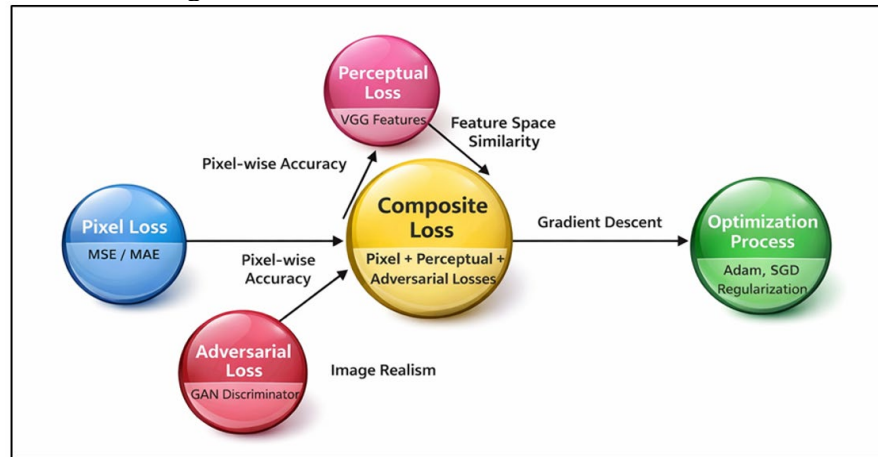 Perceptual
Loss
VGG Features
Feature Space
Similarity
Pixel-wise Accuracy
Pixel Loss
MSE / MAE
Composite
Loss
Pixel + Perceptual +
Adversarial Losses
Gradient Descent
Optimization
Process
Adam, SGD
Regularization
Pixel-wise
Accuracy
Adversarial
Loss
GAN Discriminator
Image Realism